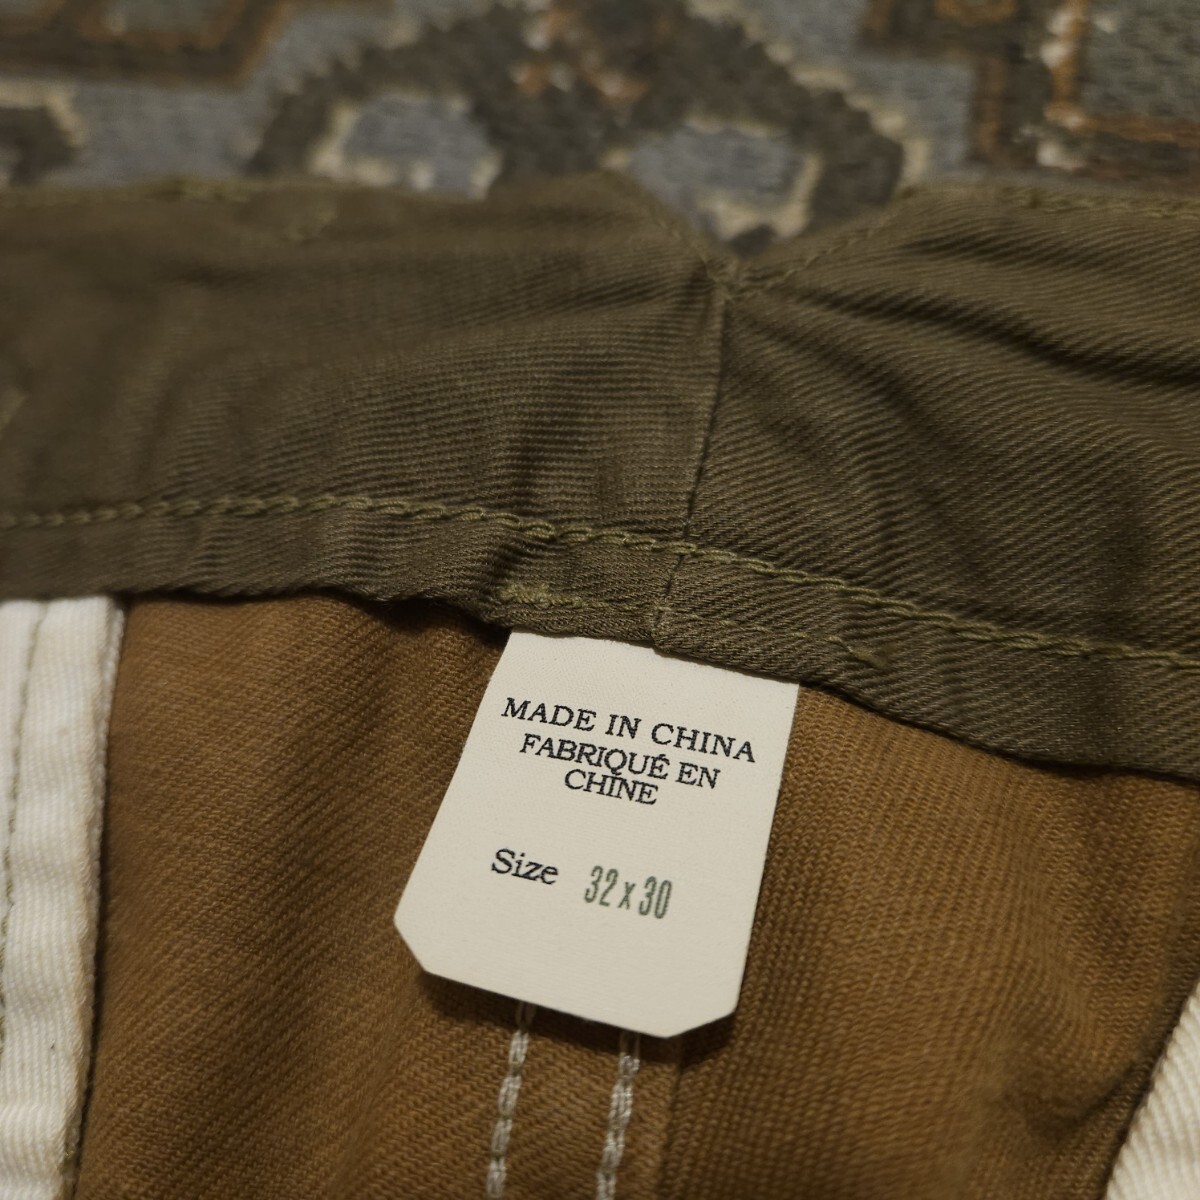 MADE IN CHINA
FABRIQUÉ EN
CHINE
Size 32 x 30